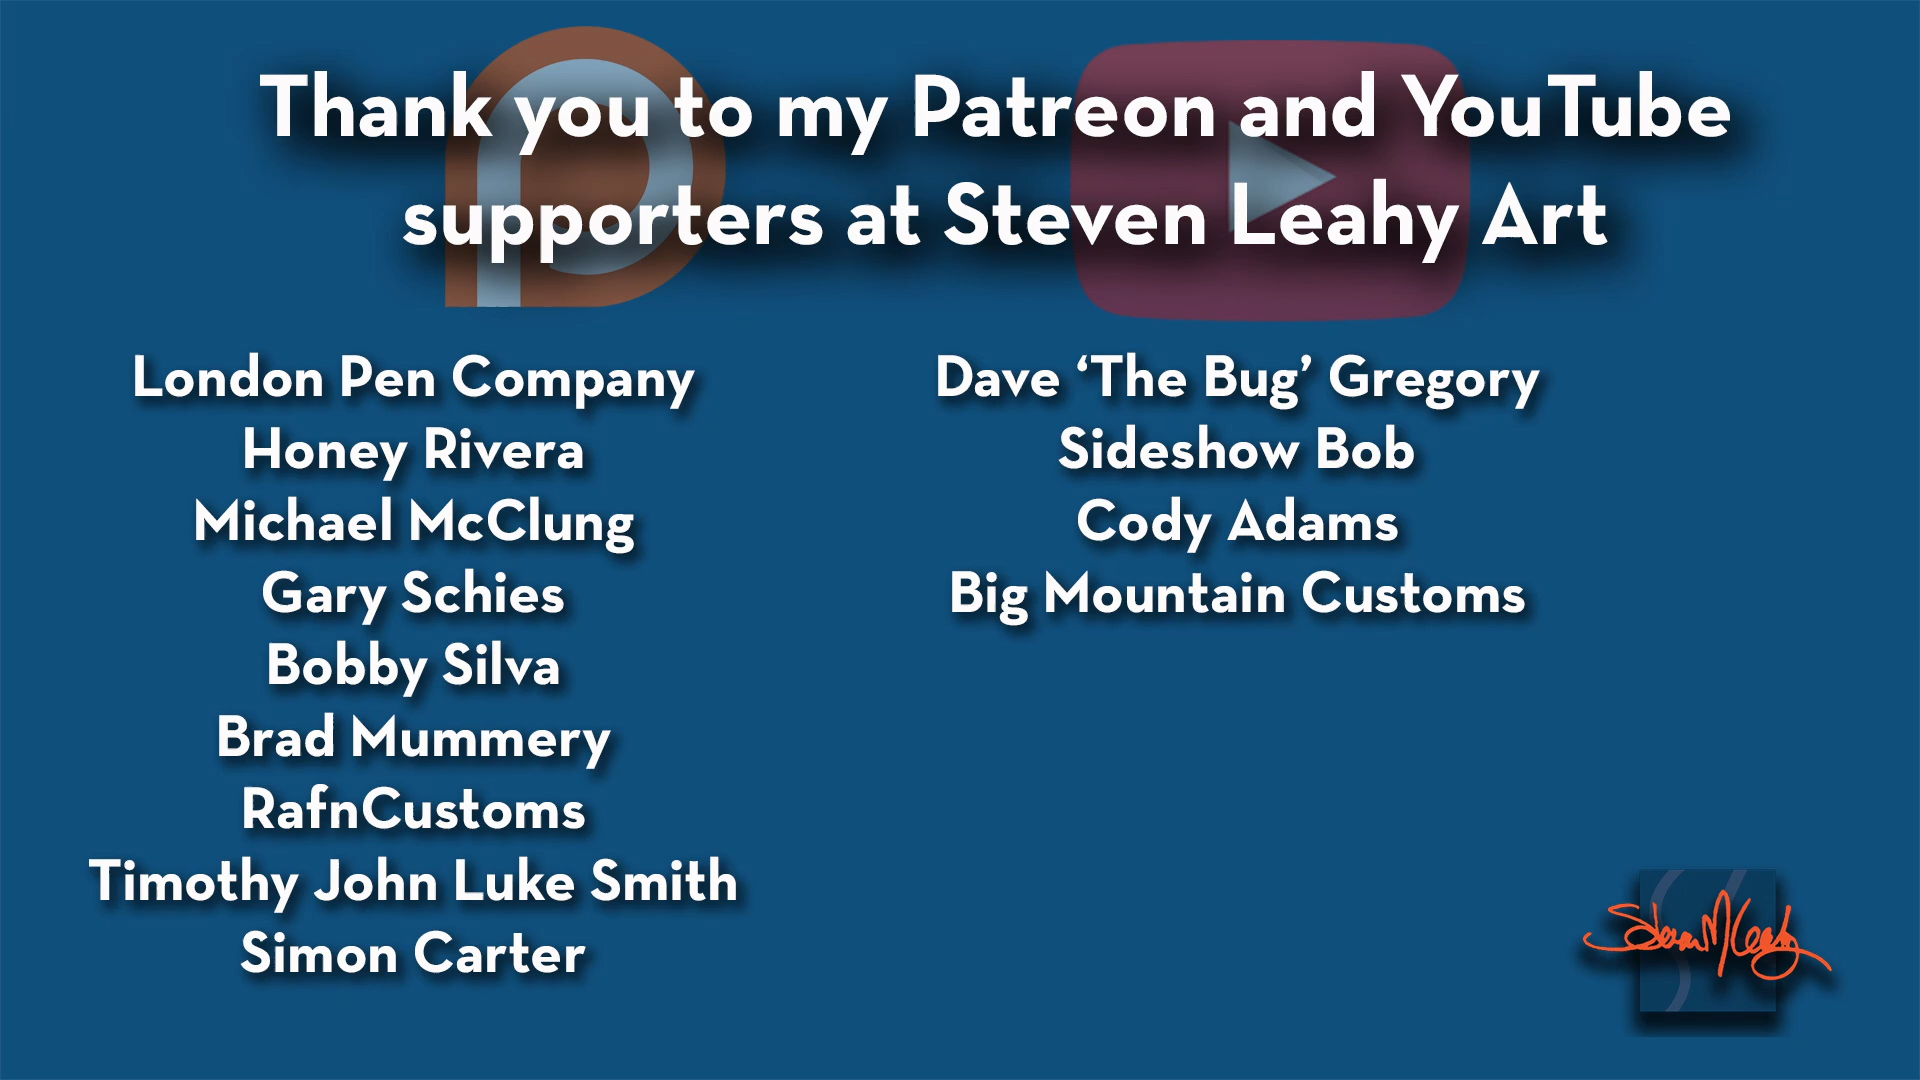 Thank you to my Patreon and YouTube
supporters at Steven Leahy Art
London Pen Company
Honey Rivera
Michael McClung
Gary Schies
Bobby Silva
Brad Mummery
RafnCustoms
Timothy John Luke Smith
Simon Carter
Dave ‘The Bug’ Gregory
Sideshow Bob
Cody Adams
Big Mountain Customs